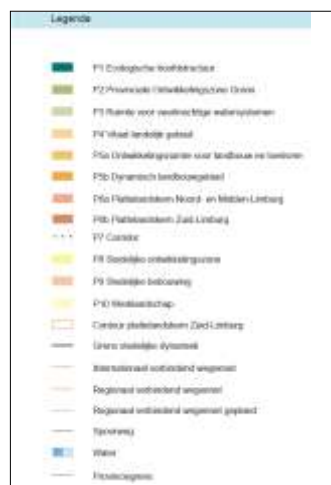 Legenda
P1 Ecologische hoofdstructuur
P2 Provinciale Ontwikkelingszone Groen
P3 Ruimte voor veerkrachtige watersystemen
P4 Vitaal landelijk gebied
P5a Ontwikkelingsruimte voor landbouw en toerisme
P5b Dynamisch landbouwgebied
P6a Plattelandskern Noord- en Midden-Limburg
P6b Plattelandskern Zuid-Limburg
P7 Corridor
P8 Stedelijke ontwikkelingszone
P9 Stedelijke bebouwing
P10 Werklandschap
Contour plattelandskern Zuid-Limburg
Grens stedelijke dynamiek
Internationaal verbindend wegennet
Regionaal verbindend wegennet
Regionaal verbindend wegennet gepland
Spoorweg
Water
Provinciegrens